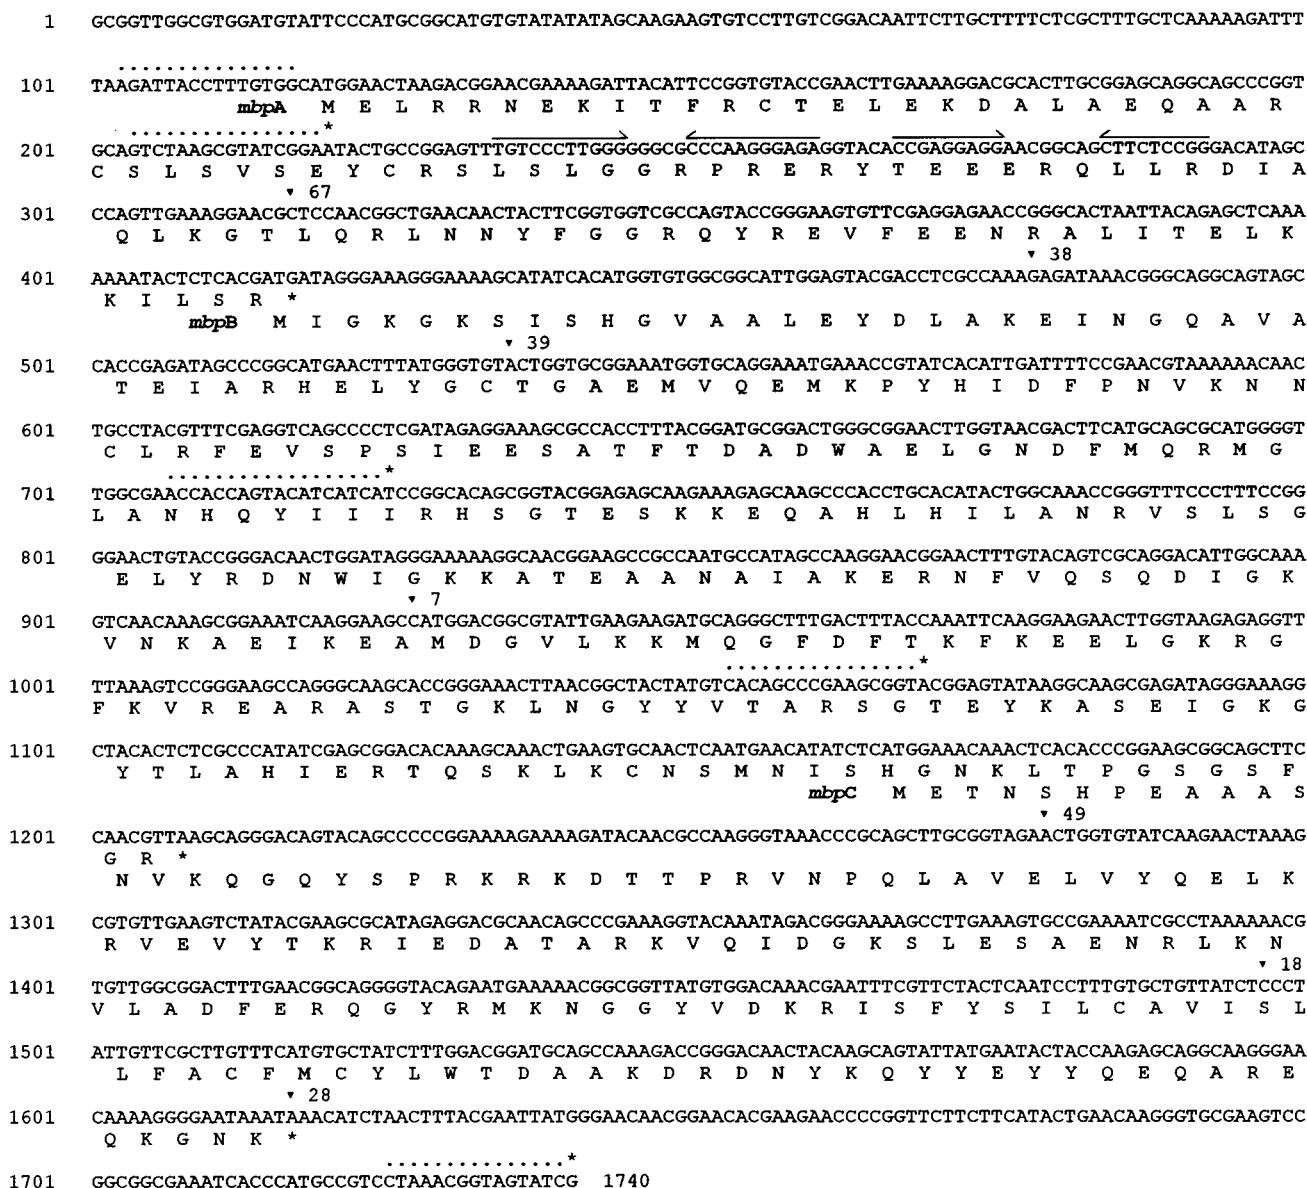 1 GCGGTTGGCGTGGATGTATTCCCATGCGGCATGTGTATATATAGCAAGAAGTGTCCTTGTCGGACAATTCTTGCTTTTCTCGCTTTGCTCAAAAAGATTT
101 TAAGATTACCTTTGTGGCATGGAACTAAGACGGAACGAAAAGATTACATTCCGGTGTACCGAACTTGAAAAGGACGCACTTGCGGAGCAGGCAGCCCGGT
mbpA M E L R R N E K I T F R C T E L E K D A L A E Q A A R
*
201 GCAGTCTAAGCGTATCGGAATACTGCCGGAGTTTGTCCCTTGGGGGGCGCCCAAGGGAGAGGTACACCGAGGAGGAACGGCAGCTTCTCCGGGACATAGC
C S L S V S E Y C R S L S L G G R P R E R Y T E E E R Q L L R D I A
▼ 67
301 CCAGTTGAAAGGAACGCTCCAACGGCTGAACAACTACTTCGGTGGTCGCCAGTACCGGGAAGTGTTCGAGGAGAACCGGGCACTAATTACAGAGCTCAAA
Q L K G T L Q R L N N Y F G G R Q Y R E V F E E N R A L I T E L K
▼ 38
401 AAAATACTCTCACGATGATAGGGAAAGGGAAAAGCATATCACATGGTGTGGCGGCATTGGAGTACGACCTCGCCAAAGAGATAAACGGGCAGGCAGTAGC
K I L S R *
mbpB M I G K G K S I S H G V A A L E Y D L A K E I N G Q A V A
▼ 39
501 CACCGAGATAGCCCGGCATGAACTTTATGGGTGTACTGGTGCGGAAATGGTGCAGGAAATGAAACCGTATCACATTGATTTTCCGAACGTAAAAAACAAC
T E I A R H E L Y G C T G A E M V Q E M K P Y H I D F P N V K N N
601 TGCCTACGTTTCGAGGTCAGCCCCTCGATAGAGGAAAGCGCCACCTTTACGGATGCGGACTGGGCGGAACTTGGTAACGACTTCATGCAGCGCATGGGGT
C L R F E V S P S I E E S A T F T D A D W A E L G N D F M Q R M G
*
701 TGGCGAACCACCAGTACATCATCATCCGGCACAGCGGTACGGAGAGCAAGAAAGAGCAAGCCCACCTGCACATACTGGCAAACCGGGTTTCCCTTTCCGG
L A N H Q Y I I I R H S G T E S K K E Q A H L H I L A N R V S L S G
801 GGAACTGTACCGGGACAACTGGATAGGGAAAAAGGCAACGGAAGCCGCCAATGCCATAGCCAAGGAACGGAACTTTGTACAGTCGCAGGACATTGGCAAA
E L Y R D N W I G K K A T E A A N A I A K E R N F V Q S Q D I G K
▼ 7
901 GTCAACAAAGCGGAAATCAAGGAAGCCATGGACGGCGTATTGAAGAAGATGCAGGGCTTTGACTTTACCAAATTCAAGGAAGAACTTGGTAAGAGAGGTT
V N K A E I K E A M D G V L K K M Q G F D F T K F K E E L G K R G
*
1001 TTAAAGTCCGGGAAGCCAGGGCAAGCACCGGGAAACTTAACGGCTACTATGTCACAGCCCGAAGCGGTACGGAGTATAAGGCAAGCGAGATAGGGAAAGG
F K V R E A R A S T G K L N G Y Y V T A R S G T E Y K A S E I G K G
1101 CTACACTCTCGCCCATATCGAGCGGACACAAAGCAAACTGAAGTGCAACTCAATGAACATATCTCATGGAAACAAACTCACACCCGGAAGCGGCAGCTTC
Y T L A H I E R T Q S K L K C N S M N I S H G N K L T P G S G S F
mbpC M E T N S H P E A A A S
▼ 49
1201 CAACGTTAAGCAGGGACAGTACAGCCCCCGGAAAAGAAAAGATACAACGCCAAGGGTAAACCCGCAGCTTGCGGTAGAACTGGTGTATCAAGAACTAAAG
G R *
N V K Q G Q Y S P R K R K D T T P R V N P Q L A V E L V Y Q E L K
1301 CGTGTTGAAGTCTATACGAAGCGCATAGAGGACGCAACAGCCCGAAAGGTACAAATAGACGGGAAAAGCCTTGAAAGTGCCGAAAATCGCCTAAAAAACG
R V E V Y T K R I E D A T A R K V Q I D G K S L E S A E N R L K N
▼ 18
1401 TGTTGGCGGACTTTGAACGGCAGGGGTACAGAATGAAAAACGGCGGTTATGTGGACAAACGAATTTCGTTCTACTCAATCCTTTGTGCTGTTATCTCCCT
V L A D F E R Q G Y R M K N G G Y V D K R I S F Y S I L C A V I S L
1501 ATTGTTCGCTTGTTTCATGTGCTATCTTTGGACGGATGCAGCCAAAGACCGGGACAACTACAAGCAGTATTATGAATACTACCAAGAGCAGGCAAGGGAA
L F A C F M C Y L W T D A A K D R D N Y K Q Y Y E Y Y Q E Q A R E
▼ 28
1601 CAAAAGGGGAATAAATAAACATCTAACTTTACGAATTATGGGAACAACGGAACACGAAGAACCCCGGTTCTTCTTCATACTGAACAAGGGTGCGAAGTCC
Q K G N K *
*
1701 GGCGGCGAAATCACCCATGCCGTCCTAAACGGTAGTATCG 1740